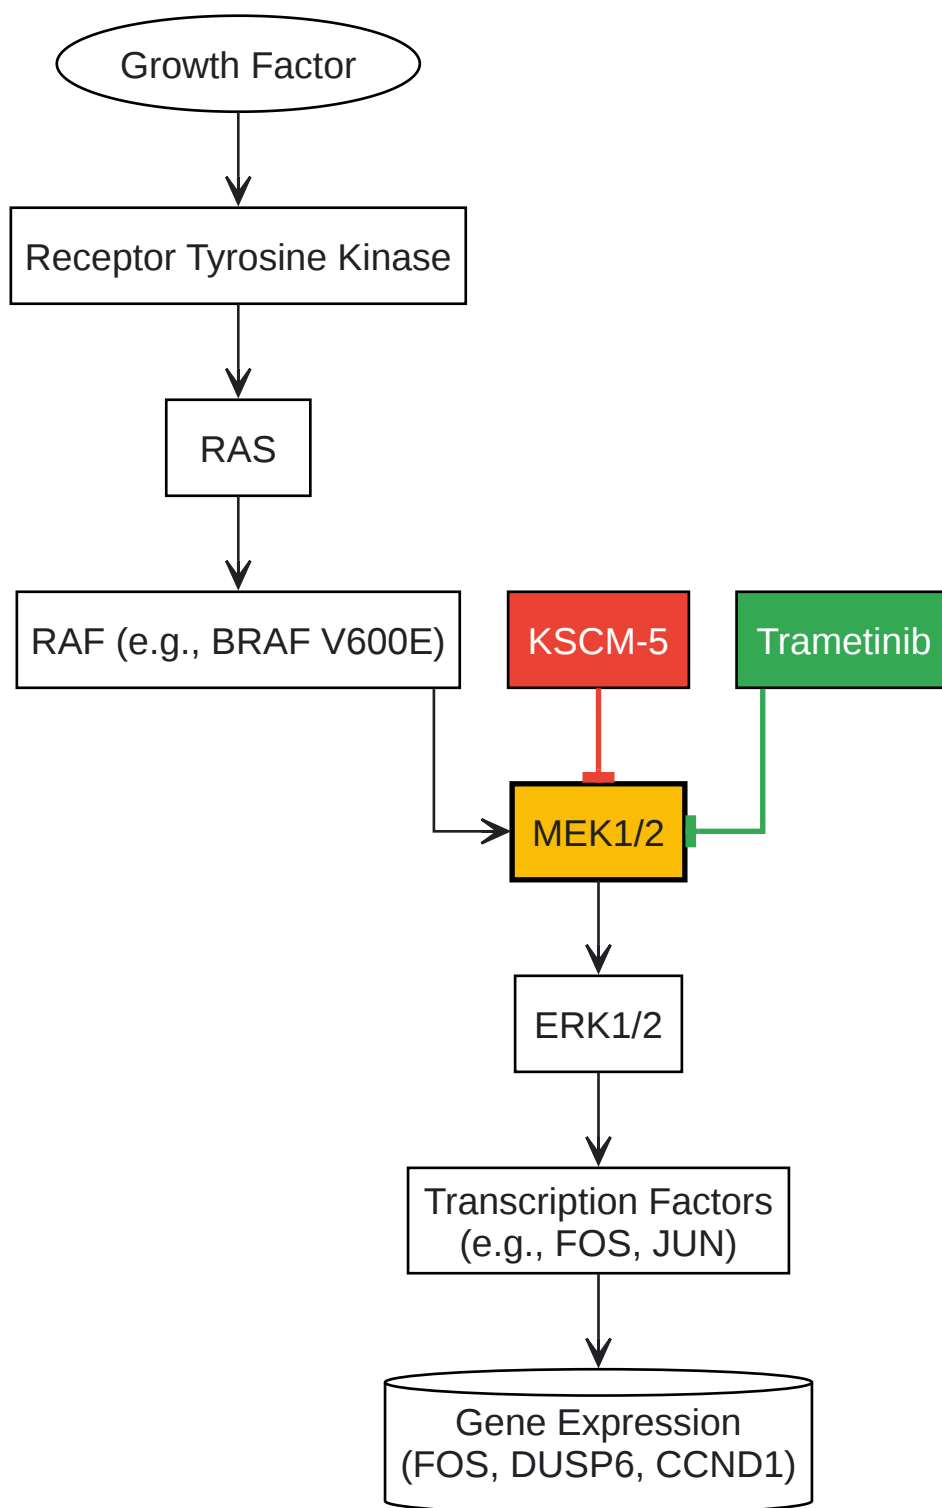 Growth Factor
Receptor Tyrosine Kinase
RAS
RAF (e.g., BRAF V600E)
KSCM-5
Trametinib
MEK1/2
ERK1/2
Transcription Factors
(e.g., FOS, JUN)
Gene Expression
(FOS, DUSP6, CCND1)